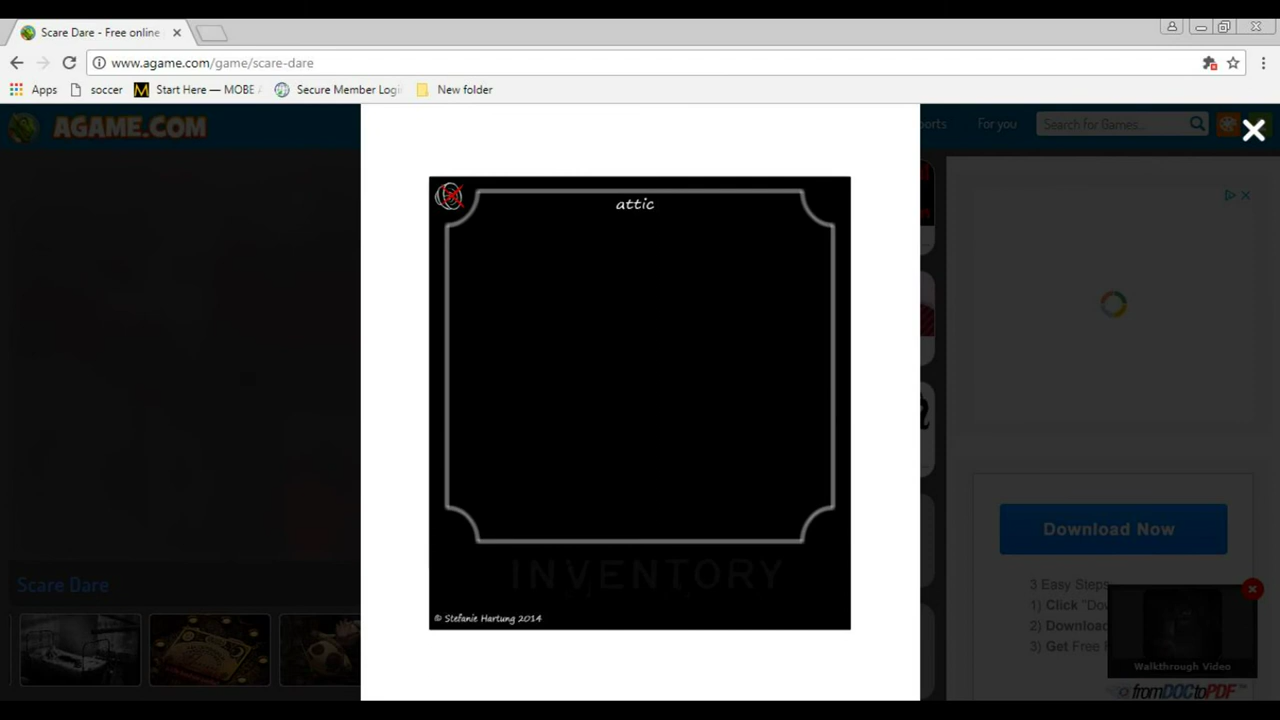 Scare Dare - Free online
www.agame.com/game/scare-dare
Apps
soccer
Start Here — MOBE
Secure Member Logi
New folder
AGAME.COM
ports
For you
Search for Games...
attic
INVENTORY
© Stefanie Hartung 2014
Scare Dare
Download Now
3 Easy Steps:
1) Click "Dov
2) Download
3) Get Free
Walkthrough Video
fromDOCtoPDF